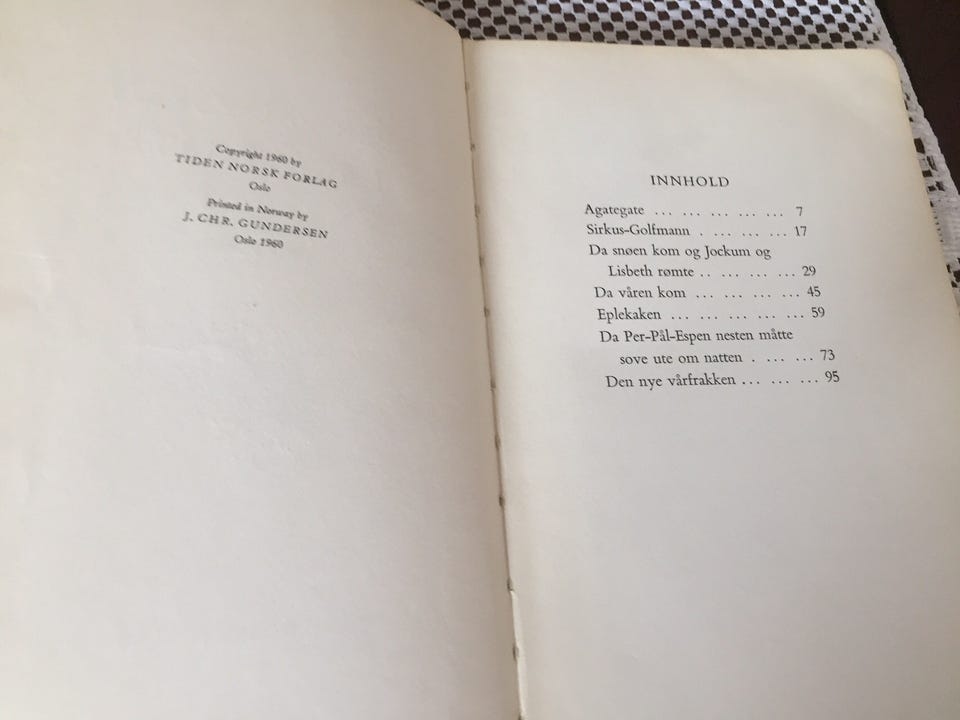 Copyright 1960 by
TIDEN NORSK FORLAG
Oslo
Printed in Norway by
J. CHR. GUNDERSEN
Oslo 1960
INNHOLD
Agategate ... ... ... ... ... 7
Sirkus-Golfmann . ... ... ... 17
Da snøen kom og Jockum og
Lisbeth rømte .. ... ... ... 29
Da våren kom ... ... ... ... 45
Eplekaken ... ... ... ... ... 59
Da Per-Pål-Espen nesten måtte
sove ute om natten . ... ... 73
Den nye vårfrakken ... ... ... 95